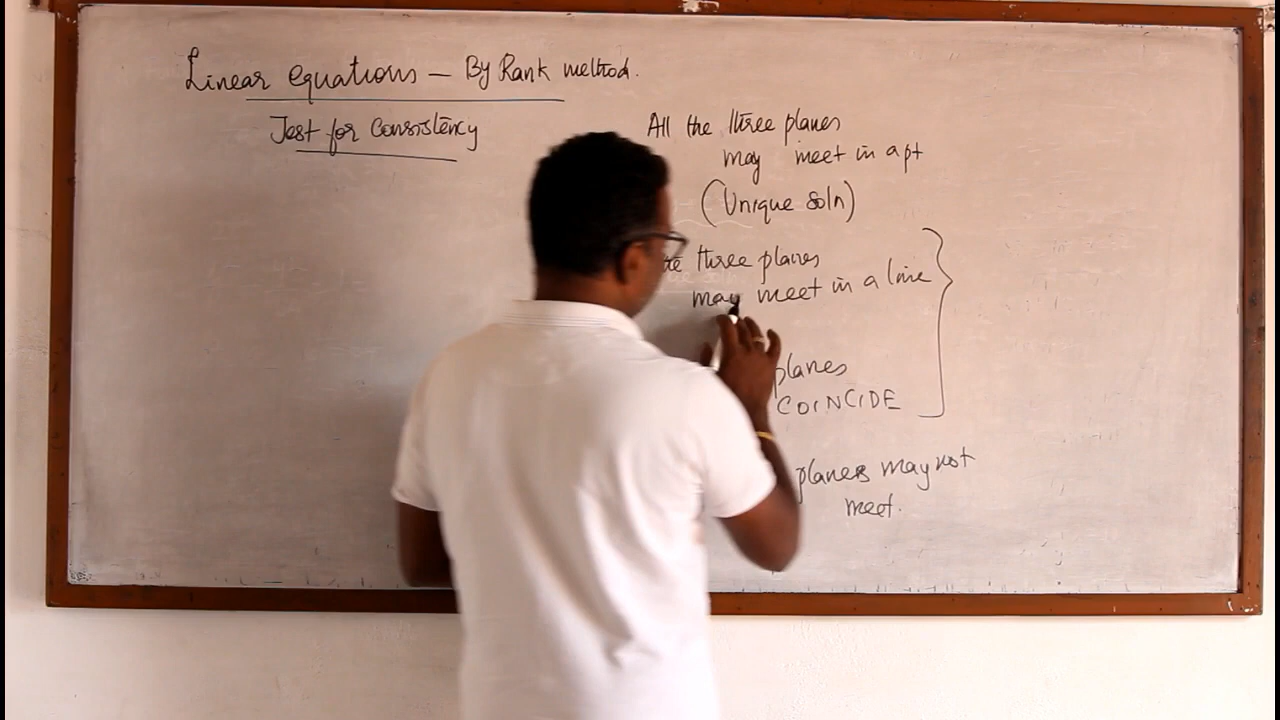 Linear equations - By Rank method.
Test for Consistency
All the three planes
may meet in a pt
(Unique soln)
three planes
may meet in a line
planes
COINCIDE
planes may not
meet.